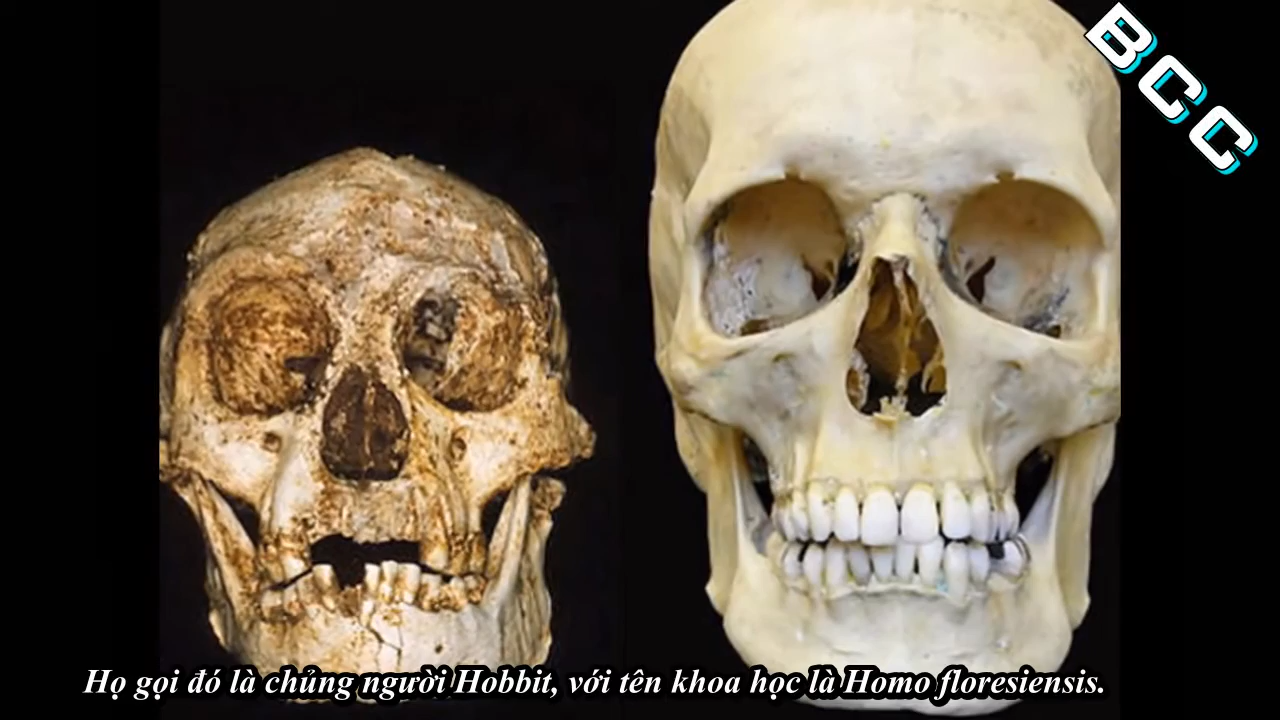 BCC
Họ gọi đó là chủng người Hobbit, với tên khoa học là Homo floresiensis.